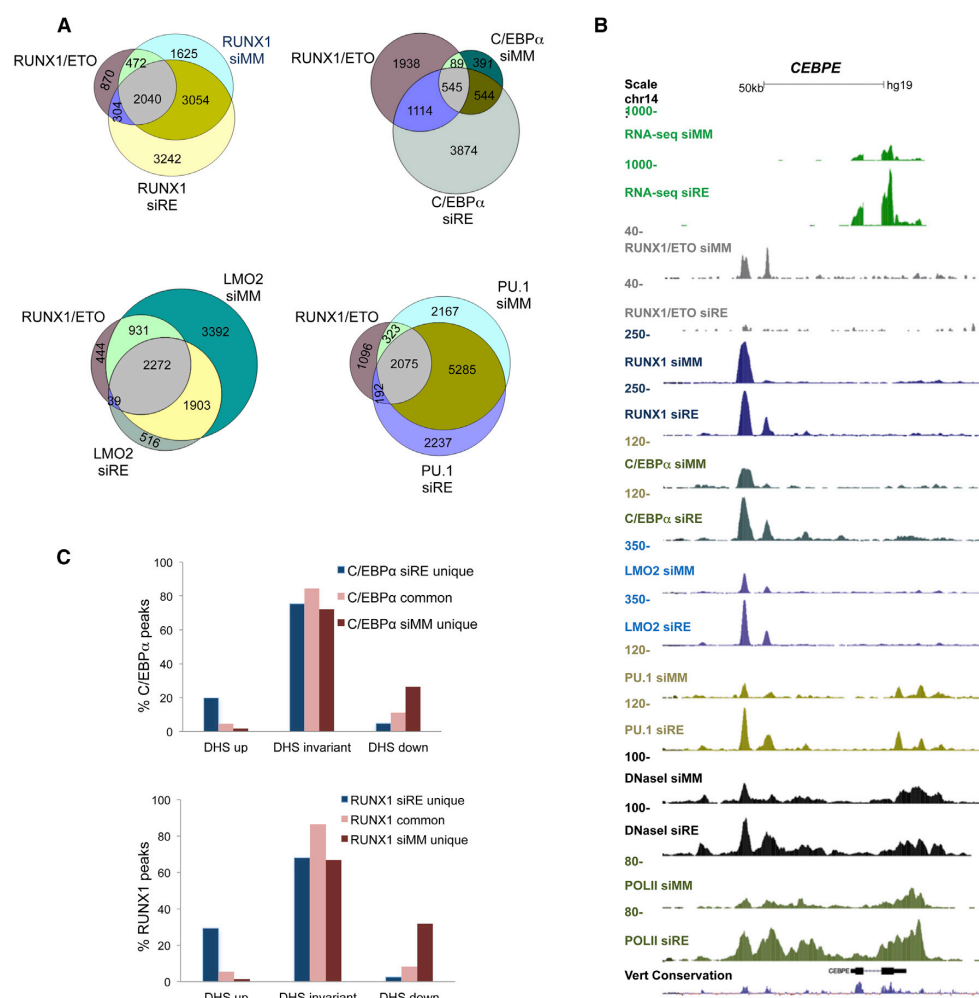 A
RUNX1/ETO
RUNX1
siMM
870
472
1625
304
2040
3054
3242
RUNX1
siRE
RUNX1/ETO
C/EBPα
siMM
1938
89
391
545
544
1114
3874
C/EBPα
siRE
RUNX1/ETO
LMO2
siMM
444
931
3392
2272
39
1903
516
LMO2
siRE
RUNX1/ETO
PU.1
siMM
1096
323
2167
2075
5285
192
2237
PU.1
siRE
B
CEBPE
Scale
50kb
hg19
chr14
:
1000-
RNA-seq siMM
1000-
RNA-seq siRE
40-
RUNX1/ETO siMM
40-
RUNX1/ETO siRE
250-
RUNX1 siMM
250-
RUNX1 siRE
120-
C/EBPα siMM
120-
C/EBPα siRE
350-
LMO2 siMM
350-
LMO2 siRE
120-
PU.1 siMM
120-
PU.1 siRE
100-
DNaseI siMM
100-
DNaseI siRE
80-
POLII siMM
80-
POLII siRE
CEBPE
Vert Conservation
C
% C/EBPα peaks
100
80
60
40
20
0
C/EBPα siRE unique
C/EBPα common
C/EBPα siMM unique
DHS up
DHS invariant
DHS down
% RUNX1 peaks
100
80
60
40
20
0
RUNX1 siRE unique
RUNX1 common
RUNX1 siMM unique
DHS up
DHS invariant
DHS down